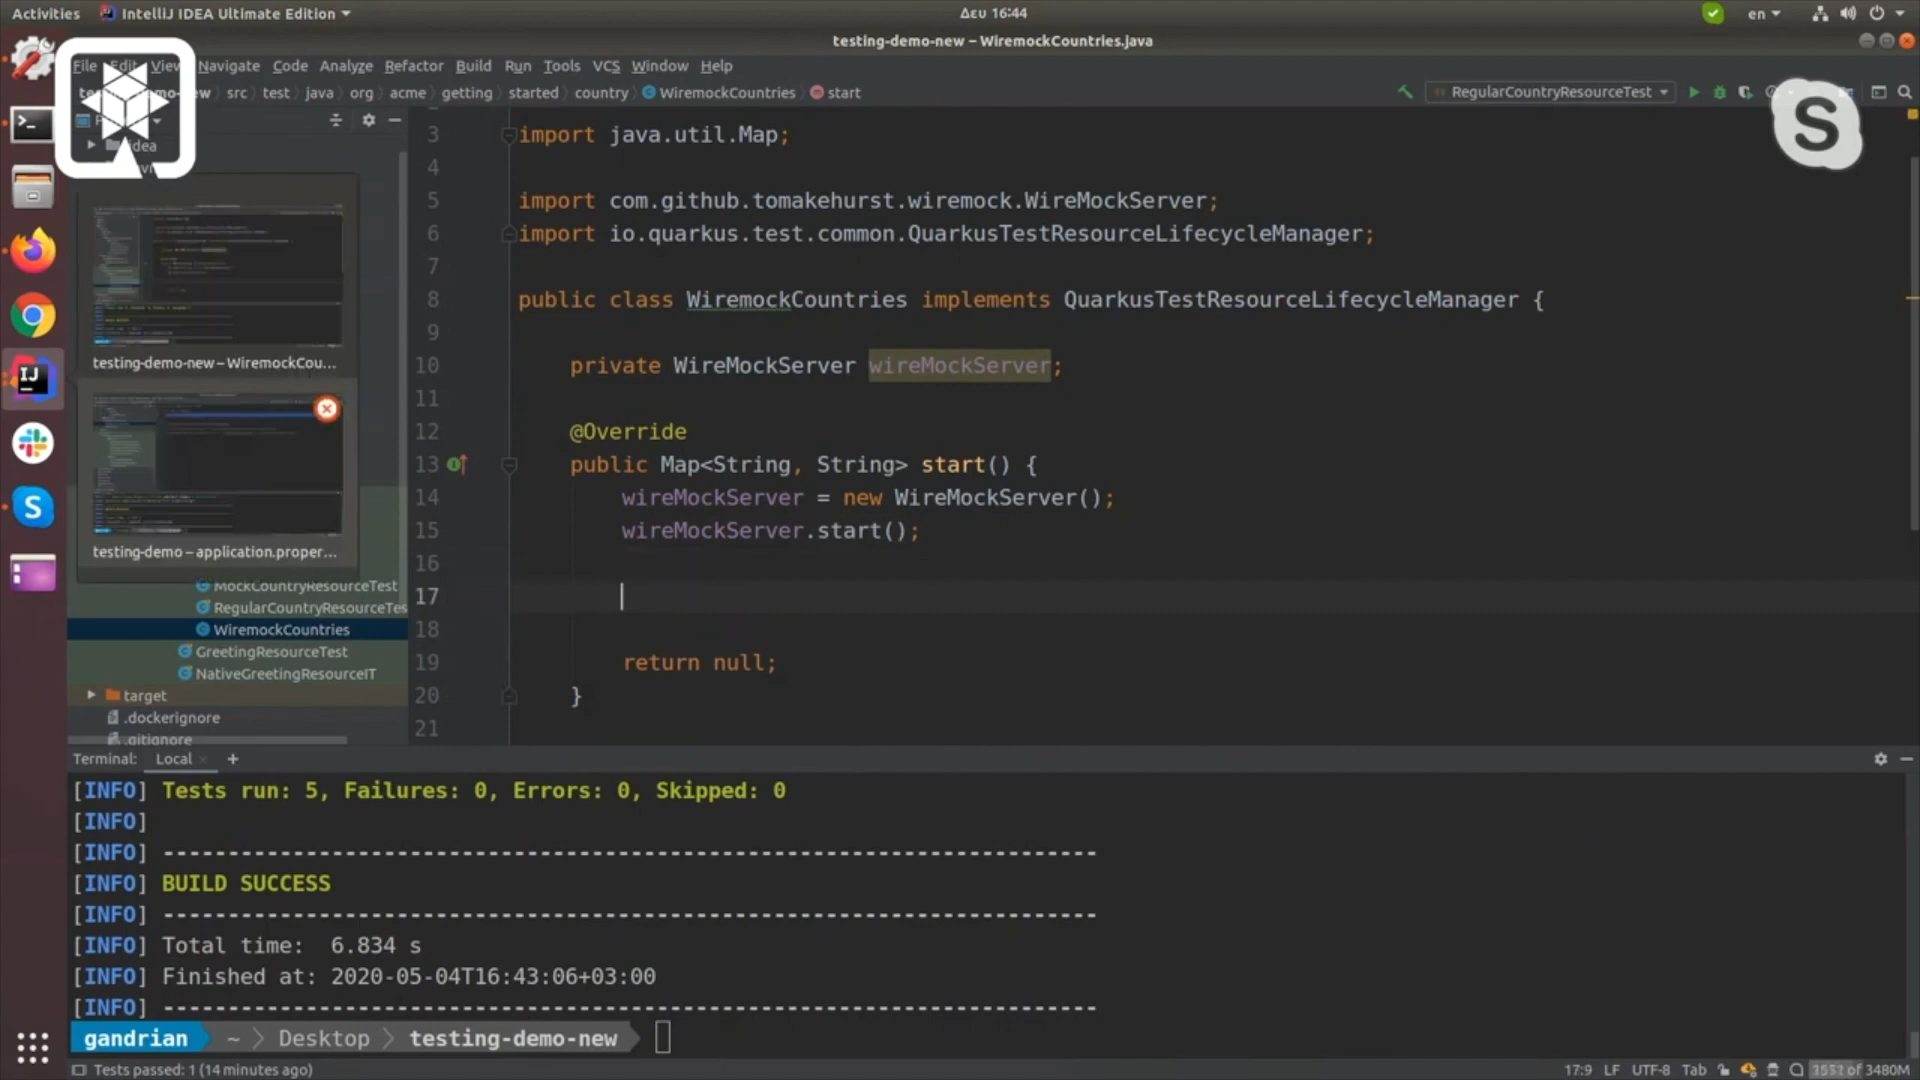 Activities IntelliJ IDEA Ultimate Edition Δευ 16:44 en
testing-demo-new – WiremockCountries.java
File Edit View Navigate Code Analyze Refactor Build Run Tools VCS Window Help
src test java org acme getting started country WiremockCountries start RegularCountryResourceTest
3 import java.util.Map;
4
5 import com.github.tomakehurst.wiremock.WireMockServer;
6 import io.quarkus.test.common.QuarkusTestResourceLifecycleManager;
7
8 public class WiremockCountries implements QuarkusTestResourceLifecycleManager {
9
10 private WireMockServer wireMockServer;
11
12 @Override
13 public Map<String, String> start() {
14 wireMockServer = new WireMockServer();
15 wireMockServer.start();
16
17
18
19 return null;
20 }
21
testing-demo-new – WiremockCou...
testing-demo – application.proper...
MockCountryResourceTest
RegularCountryResourceTes
WiremockCountries
GreetingResourceTest
NativeGreetingResourceIT
target
.dockerignore
.gitignore
Terminal: Local +
[INFO] Tests run: 5, Failures: 0, Errors: 0, Skipped: 0
[INFO]
[INFO] ------------------------------------------------------------------------
[INFO] BUILD SUCCESS
[INFO] ------------------------------------------------------------------------
[INFO] Total time: 6.834 s
[INFO] Finished at: 2020-05-04T16:43:06+03:00
[INFO] ------------------------------------------------------------------------
gandrian ~ Desktop testing-demo-new
Tests passed: 1 (14 minutes ago) 17:9 LF UTF-8 Tab of 3480M